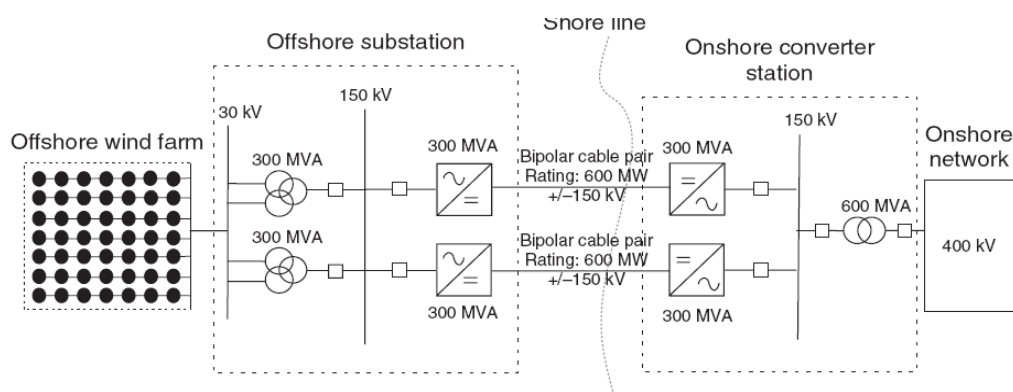 Shore line
Offshore substation
Onshore converter
station
30 kV
150 kV
150 kV
Offshore wind farm
Onshore
network
300 MVA
300 MVA
300 MVA
Bipolar cable pair
Rating: 600 MW
+/–150 kV
600 MVA
400 kV
300 MVA
Bipolar cable pair
Rating: 600 MW
+/–150 kV
300 MVA
300 MVA